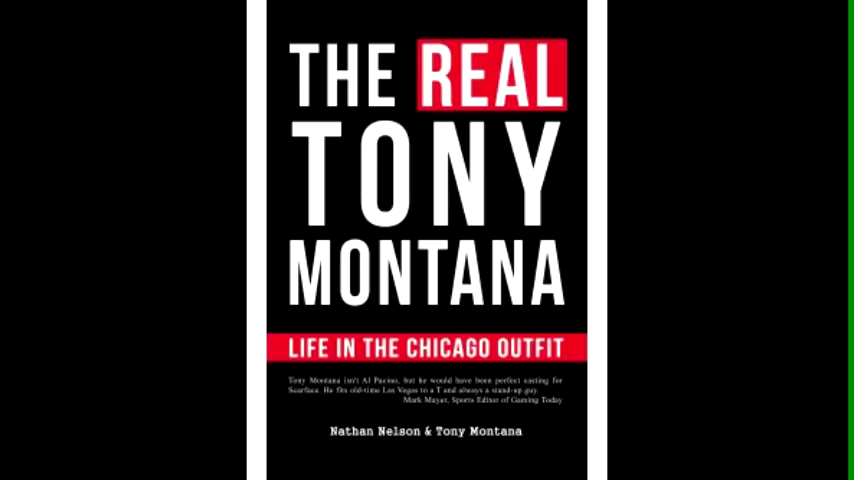 THE REAL
TONY
MONTANA
LIFE IN THE CHICAGO OUTFIT
Tony Montana isn't Al Pacino, but he would have been perfect casting for
Scarface. He fits old-time Las Vegas to a T and always a stand-up guy.
Mark Mayer, Sports Editor of Gaming Today
Nathan Nelson & Tony Montana